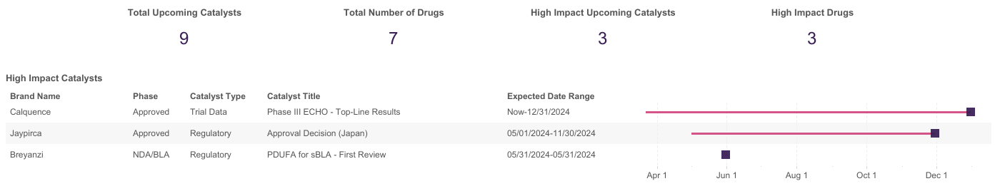 Total Upcoming Catalysts Total Number of Drugs High Impact Upcoming Catalysts High Impact Drugs
9 7 3 3
High Impact Catalysts
Brand Name Phase Catalyst Type Catalyst Title Expected Date Range
Calquence Approved Trial Data Phase III ECHO - Top-Line Results Now-12/31/2024
Jaypirca Approved Regulatory Approval Decision (Japan) 05/01/2024-11/30/2024
Breyanzi NDA/BLA Regulatory PDUFA for sBLA - First Review 05/31/2024-05/31/2024
Apr 1 Jun 1 Aug 1 Oct 1 Dec 1